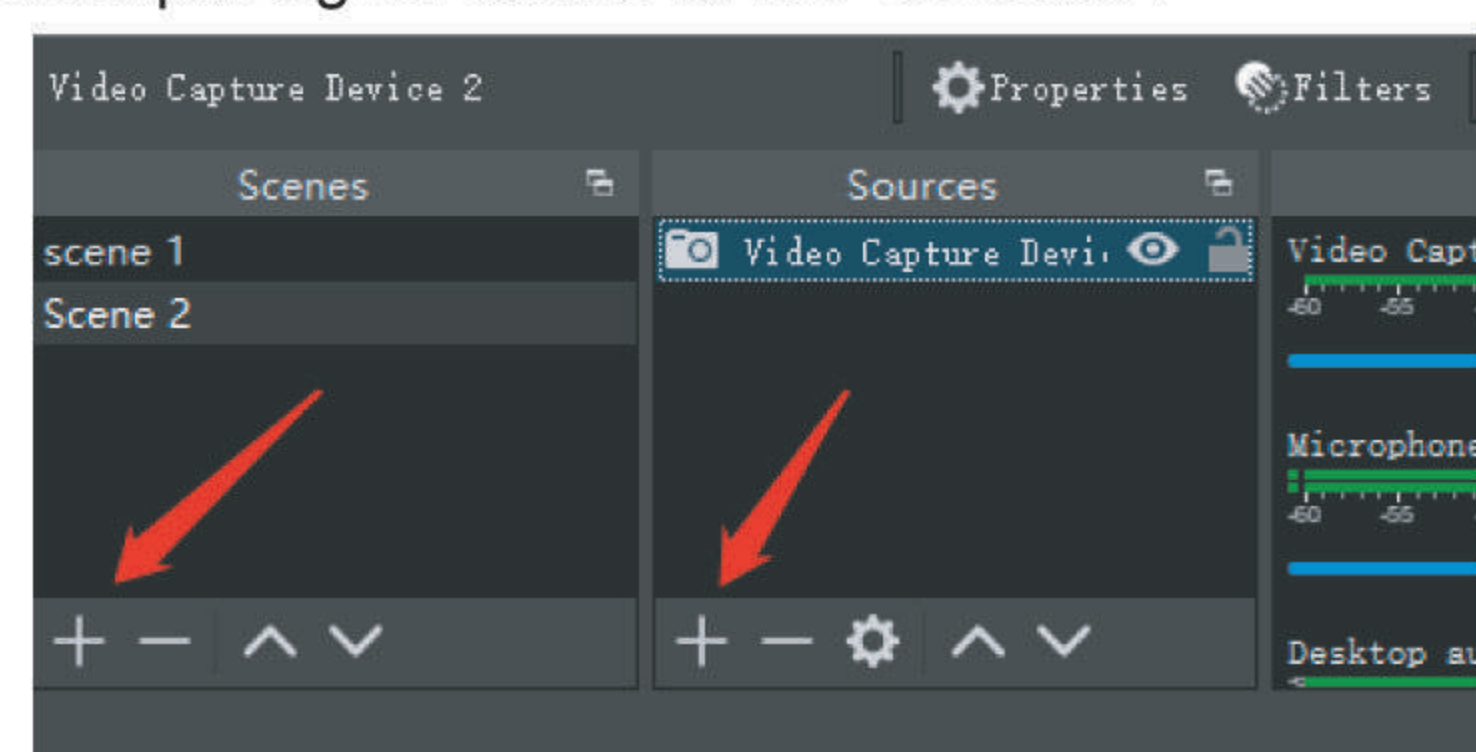 Video Capture Device 2
Properties
Filters
Scenes
Sources
scene 1
Scene 2
Video Capture Devi
Video Capt
-60 -55
Microphone
-60 -55
Desktop au